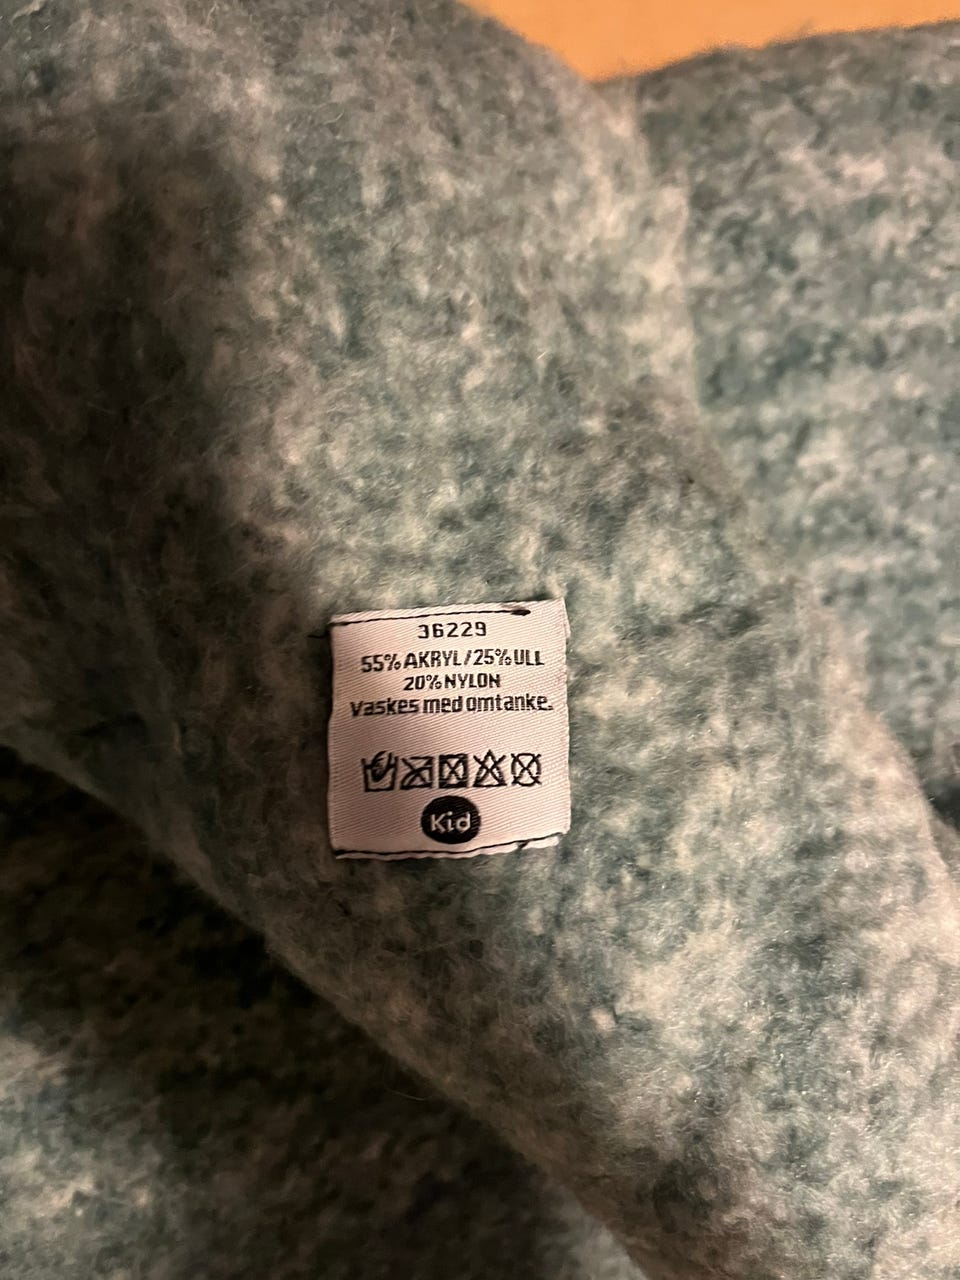 36229
55% AKRYL/25% ULL
20% NYLON
Vaskes med omtanke.
Kid